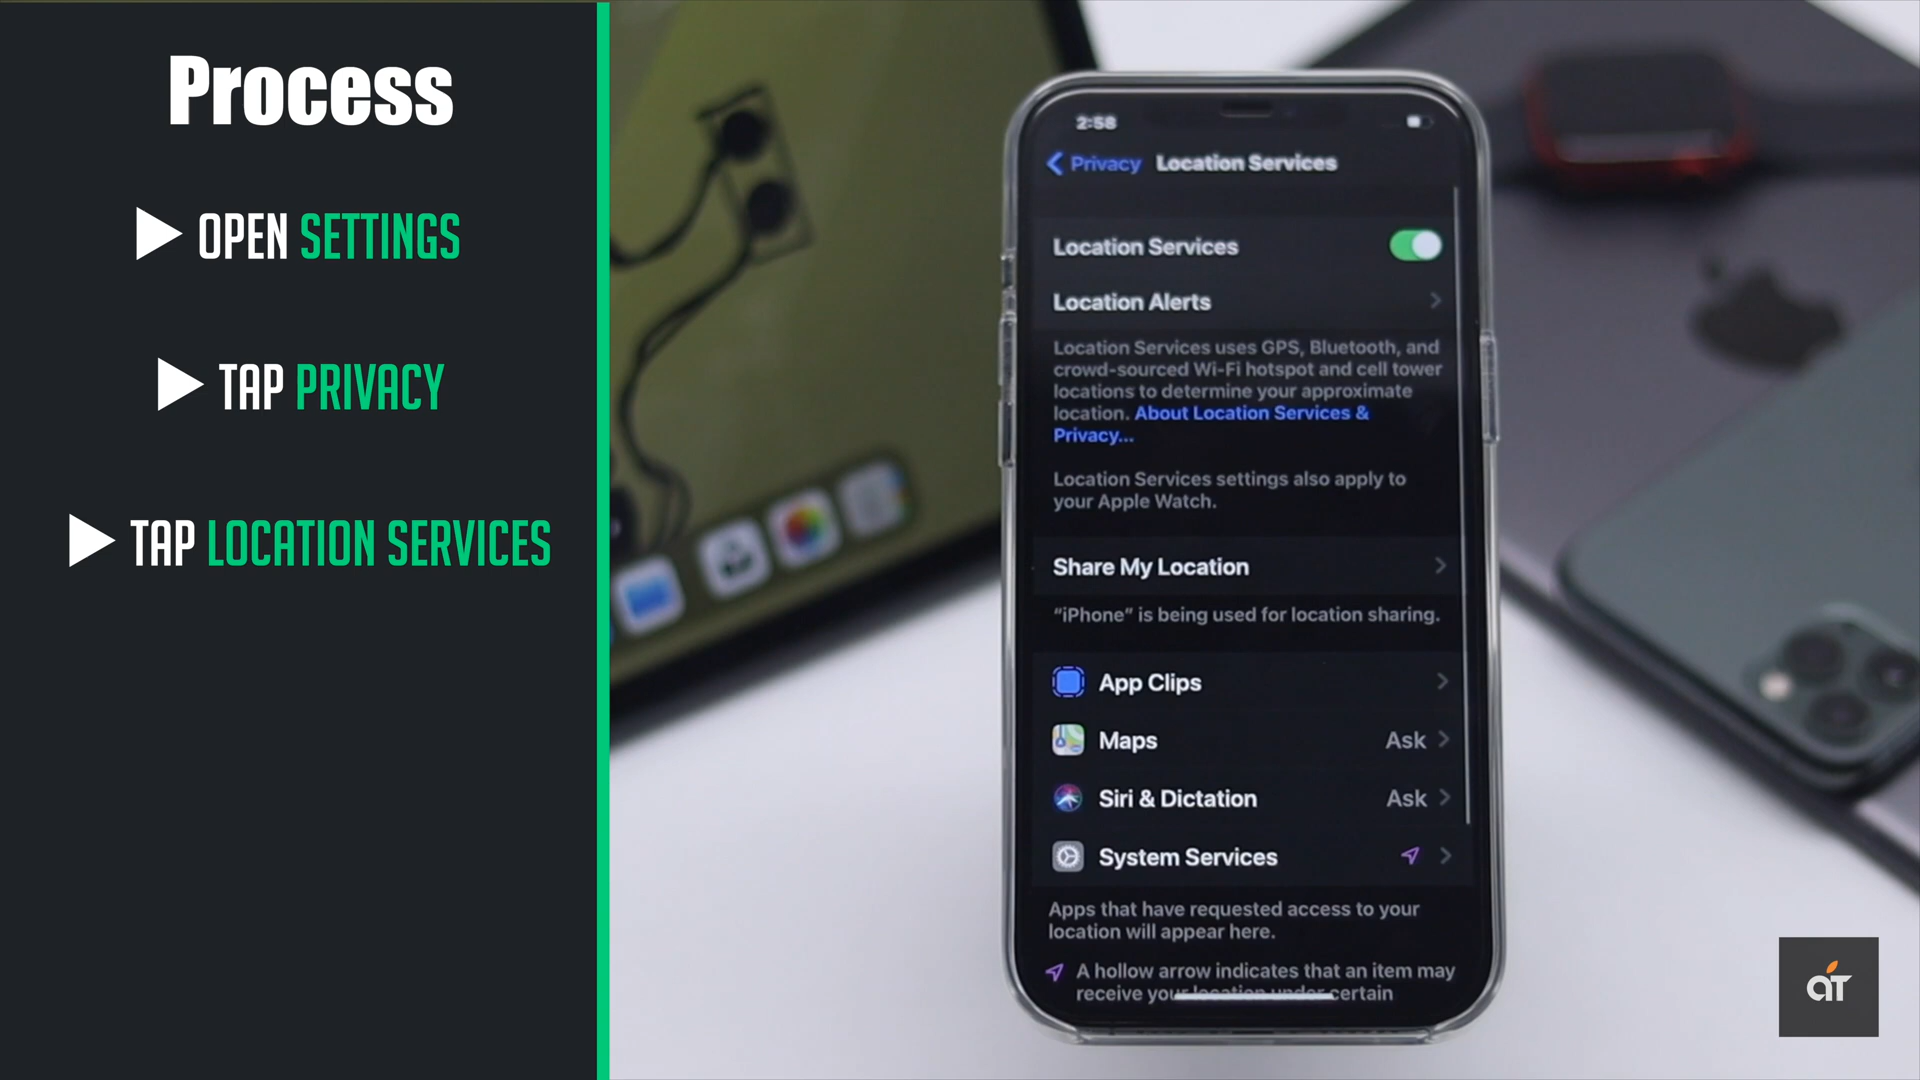 Process
▶ OPEN SETTINGS
▶ TAP PRIVACY
▶ TAP LOCATION SERVICES
2:58
Privacy Location Services
Location Services
Location Alerts
Location Services uses GPS, Bluetooth, and
crowd-sourced Wi-Fi hotspot and cell tower
locations to determine your approximate
location. About Location Services &
Privacy...
Location Services settings also apply to
your Apple Watch.
Share My Location
“iPhone” is being used for location sharing.
App Clips
Maps Ask
Siri & Dictation Ask
System Services
Apps that have requested access to your
location will appear here.
A hollow arrow indicates that an item may
receive your location under certain
aT